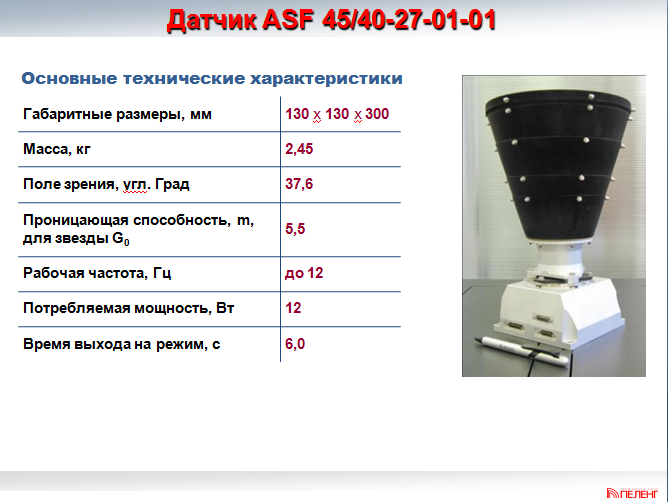 Датчик ASF 45/40-27-01-01
Основные технические характеристики
Габаритные размеры, мм 130 х 130 х 300
Масса, кг 2,45
Поле зрения, угл. Град 37,6
Проницающая способность, m,
для звезды G0 5,5
Рабочая частота, Гц до 12
Потребляемая мощность, Вт 12
Время выхода на режим, с 6,0
ПЕЛЕНГ